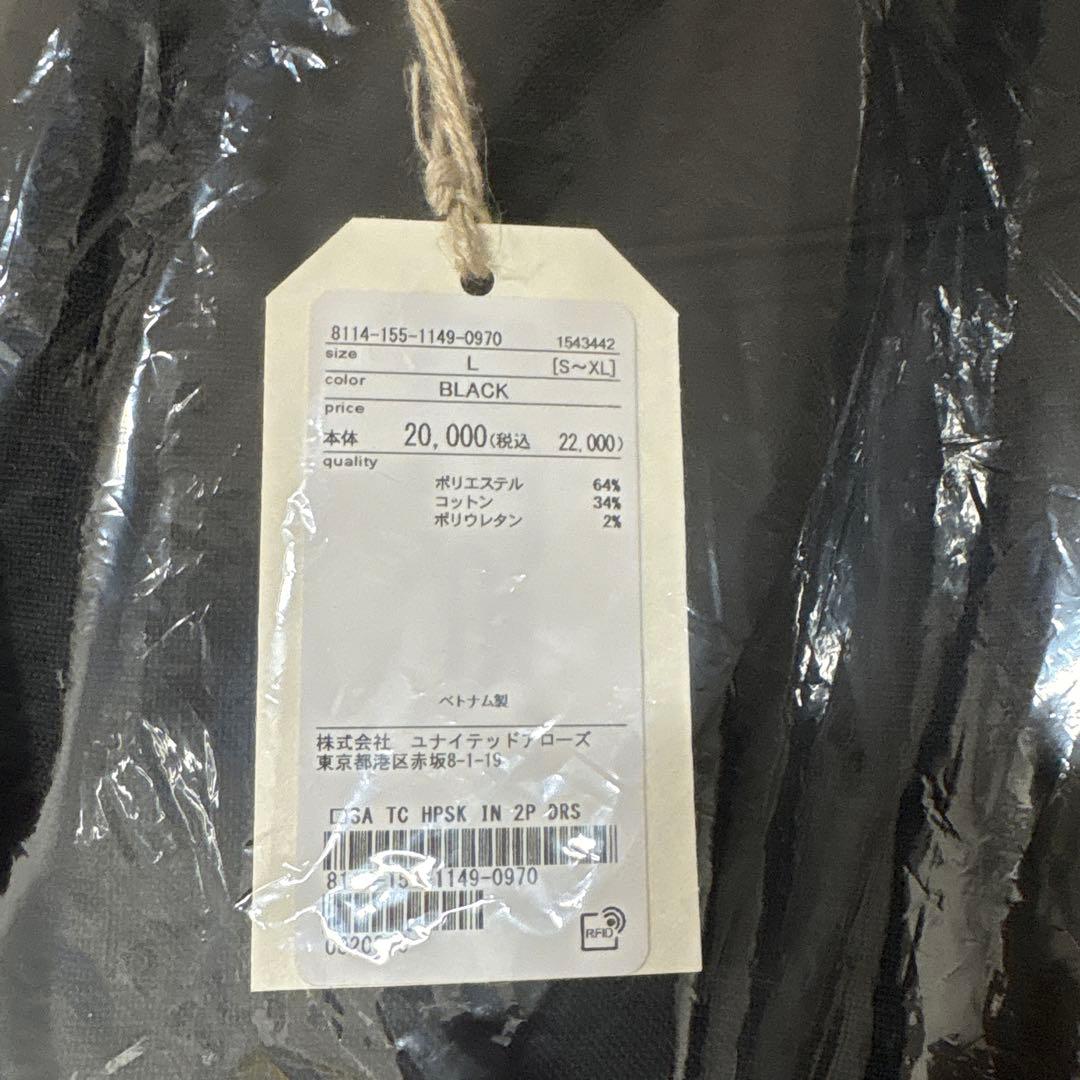 8114-155-1149-0970 1543442
size L [S～XL]
color BLACK
price
本体 20,000(税込 22,000)
quality
ポリエステル 64%
コットン 34%
ポリウレタン 2%
ベトナム製
株式会社 ユナイテッドアローズ
東京都港区赤坂8-1-19
□SA TC HPSK IN 2P DRS
1149-0970
RFID